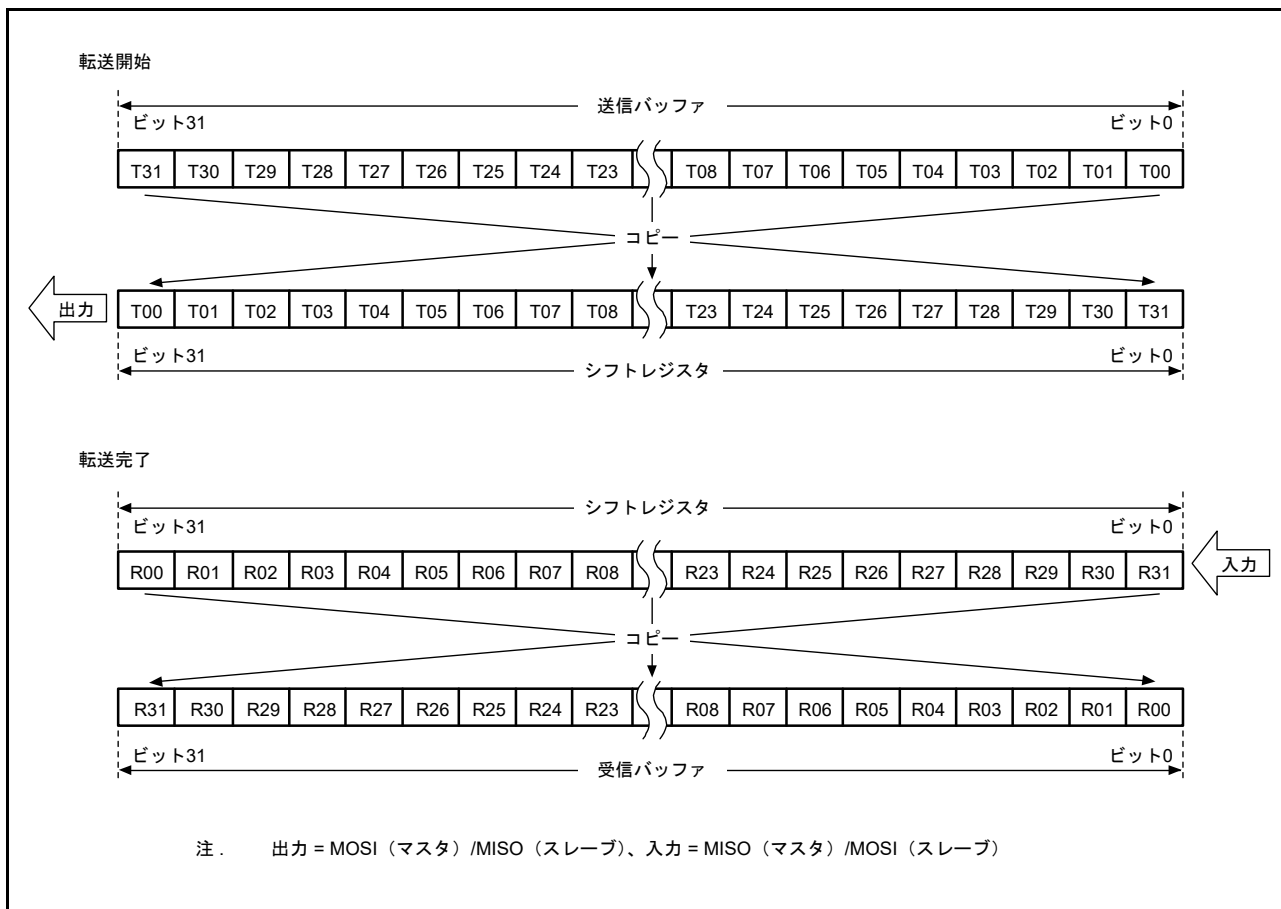 転送開始
送信バッファ
ビット31 ビット0
T31 T30 T29 T28 T27 T26 T25 T24 T23 T08 T07 T06 T05 T04 T03 T02 T01 T00
コピー
出力 T00 T01 T02 T03 T04 T05 T06 T07 T08 T23 T24 T25 T26 T27 T28 T29 T30 T31
ビット31 ビット0
シフトレジスタ
転送完了
シフトレジスタ
ビット31 ビット0
R00 R01 R02 R03 R04 R05 R06 R07 R08 R23 R24 R25 R26 R27 R28 R29 R30 R31 入力
コピー
R31 R30 R29 R28 R27 R26 R25 R24 R23 R08 R07 R06 R05 R04 R03 R02 R01 R00
ビット31 ビット0
受信バッファ
注. 出力 = MOSI（マスタ）/MISO（スレーブ）、入力 = MISO（マスタ）/MOSI（スレーブ）